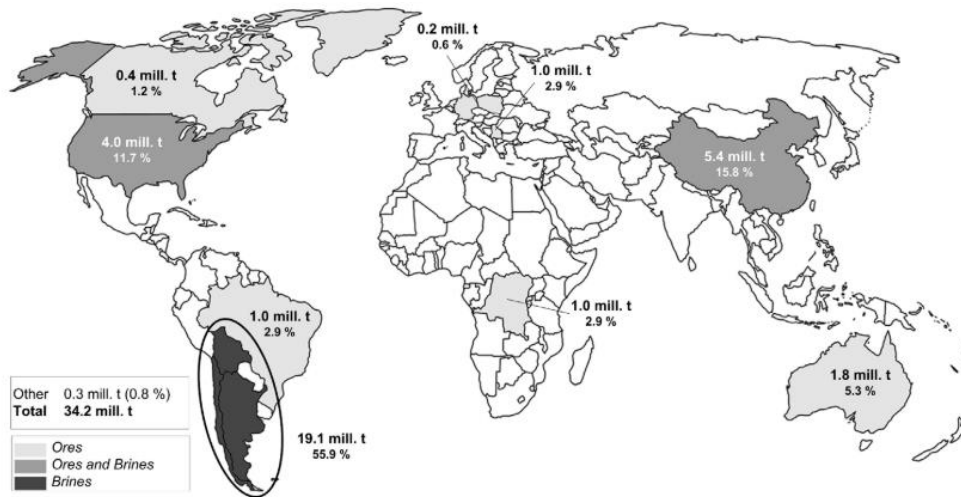 0.2 mill. t
0.6 %
1.0 mill. t
2.9 %
0.4 mill. t
1.2 %
4.0 mill. t
11.7 %
5.4 mill. t
15.8 %
1.0 mill. t
2.9 %
1.0 mill. t
2.9 %
1.8 mill. t
5.3 %
19.1 mill. t
55.9 %
Other 0.3 mill. t (0.8 %)
Total 34.2 mill. t
Ores
Ores and Brines
Brines